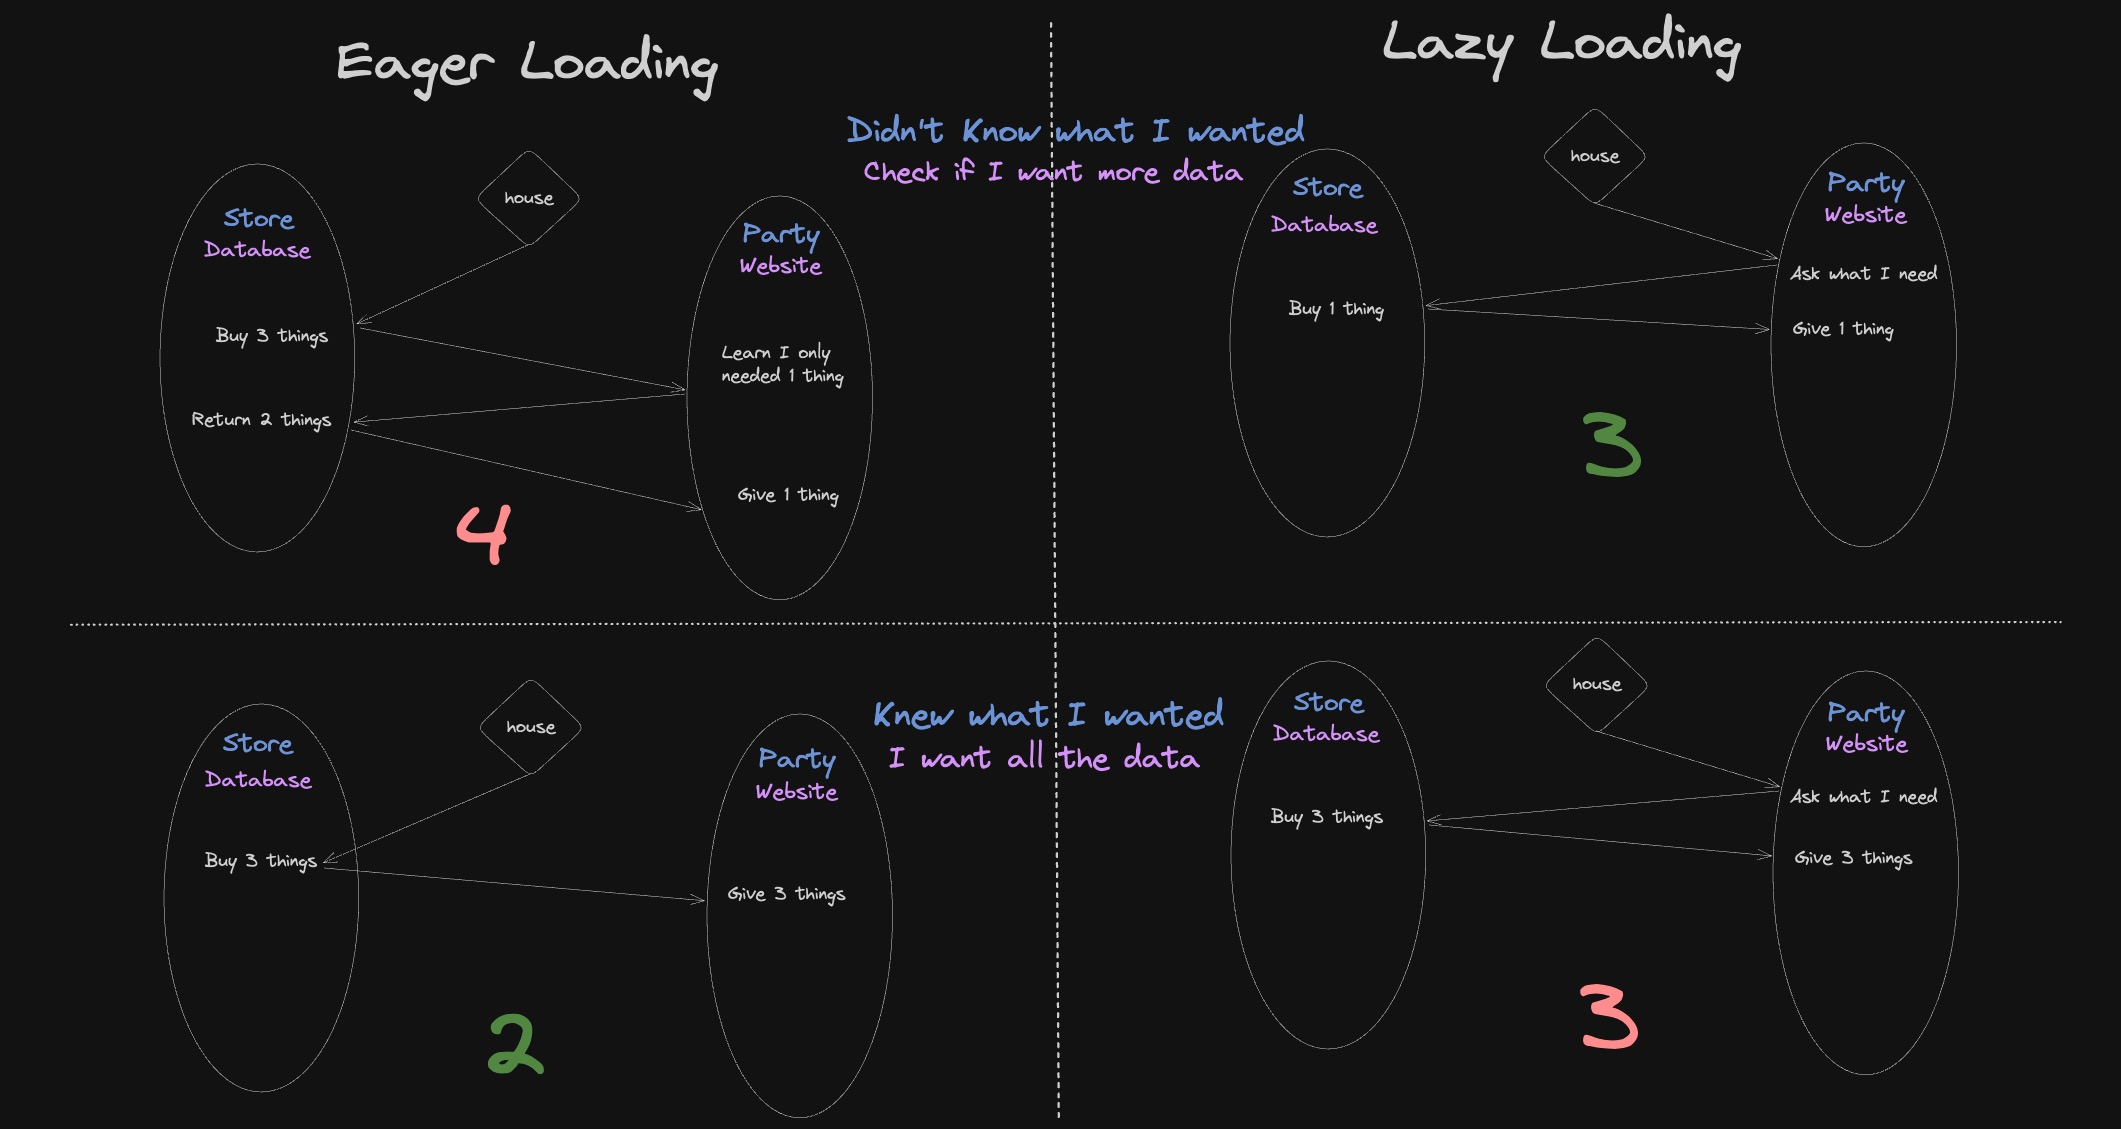 Eager Loading
Lazy Loading
Didn't Know what I wanted
Check if I want more data
house
Store
Database
Party
Website
Buy 3 things
Learn I only
needed 1 thing
Return 2 things
Give 1 thing
4
house
Store
Database
Party
Website
Ask what I need
Buy 1 thing
Give 1 thing
3
Knew what I wanted
I want all the data
house
Store
Database
Party
Website
Buy 3 things
Give 3 things
2
house
Store
Database
Party
Website
Ask what I need
Buy 3 things
Give 3 things
3